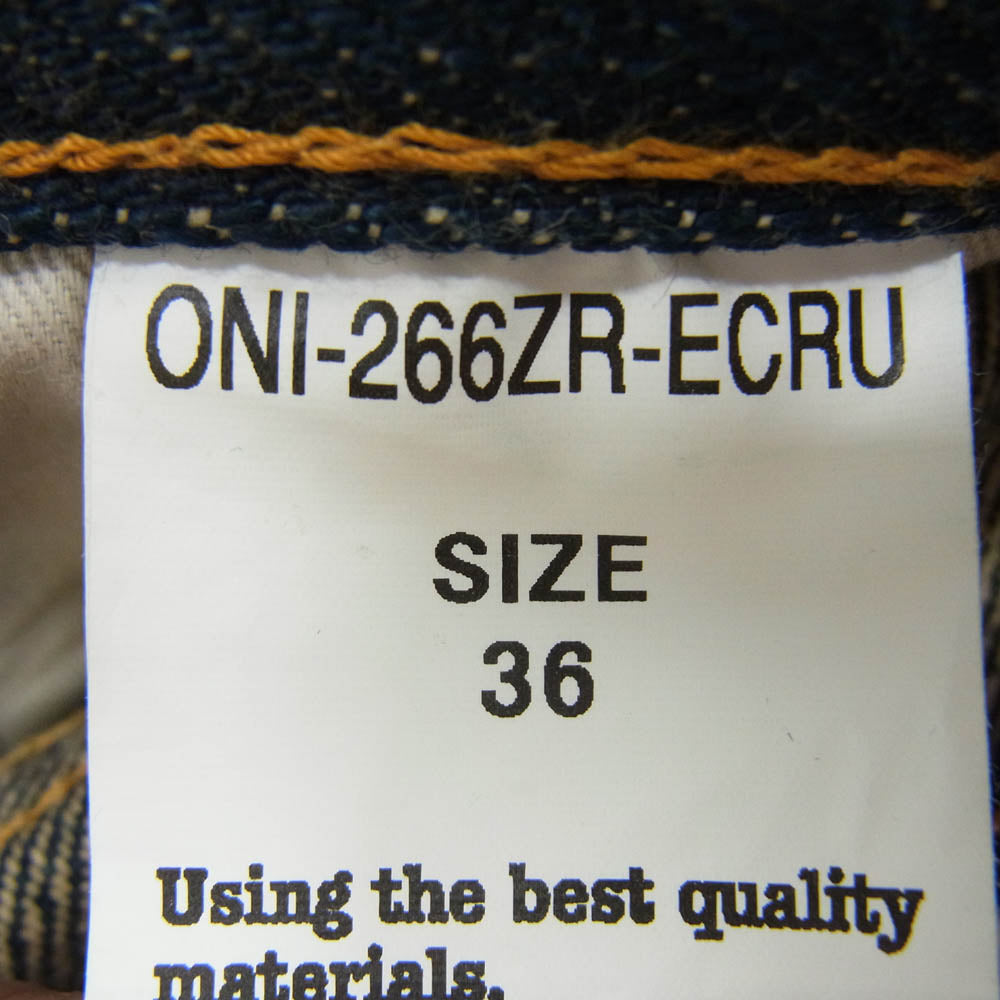 ONI-266ZR-ECRU
SIZE
36
Using the best quality
materials.